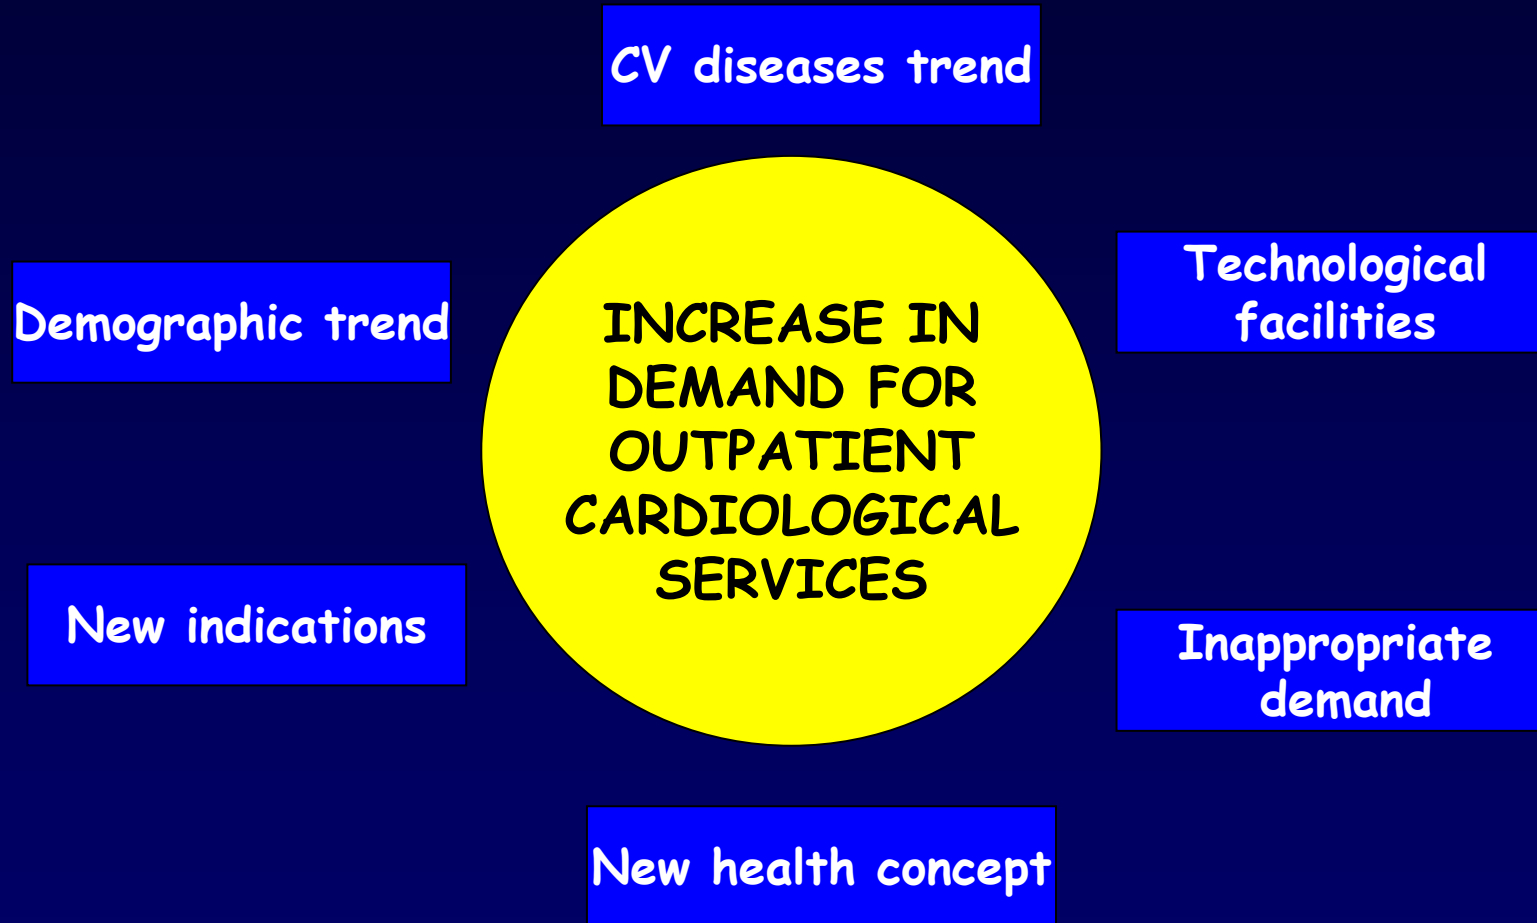 CV diseases trend
Demographic trend
Technological
facilities
INCREASE IN
DEMAND FOR
OUTPATIENT
CARDIOLOGICAL
SERVICES
New indications
Inappropriate
demand
New health concept